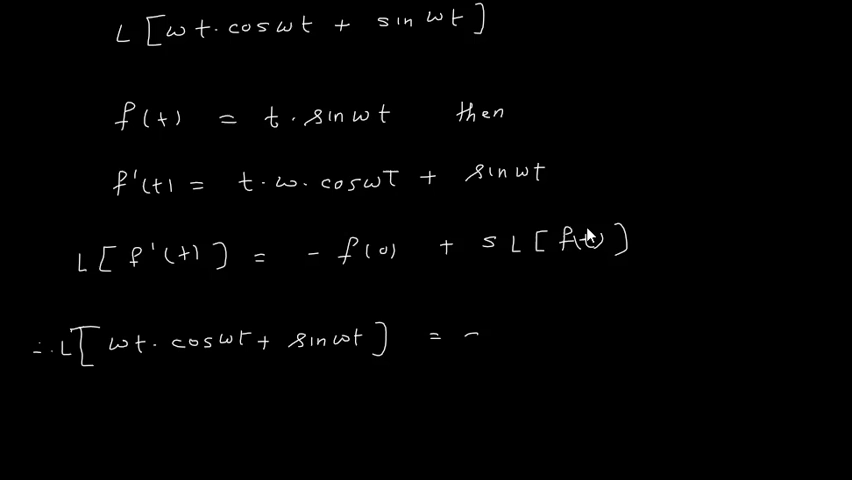 L [ωt.cosωt + sinωt]
f(t) = t.sinωt then
f'(t) = t.ω.cosωT + sinωt
L[f'(t)] = - f(0) + s L[f(t)]
∴ L[ωt.cosωt + sinωt] = -